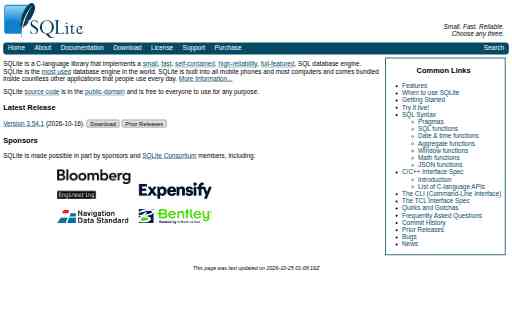 SQLite
Small. Fast. Reliable.
Choose any three.
Home About Documentation Download License Support Purchase Search
SQLite is a C-language library that implements a small, fast, self-contained, high-reliability, full-featured, SQL database engine.
SQLite is the most used database engine in the world. SQLite is built into all mobile phones and most computers and comes bundled
inside countless other applications that people use every day. More Information...
SQLite source code is in the public-domain and is free to everyone to use for any purpose.
Latest Release
Version 3.54.1 (2026-10-16). Download Prior Releases
Sponsors
SQLite is made possible in part by sponsors and SQLite Consortium members, including:
Bloomberg
Engineering
Expensify
Navigation
Data Standard
Bentley
Common Links
Features
When to use SQLite
Getting Started
Try it live!
SQL Syntax
Pragmas
SQL functions
Date & time functions
Aggregate functions
Window functions
Math functions
JSON functions
C/C++ Interface Spec
Introduction
List of C-language APIs
The CLI (Command-Line Interface)
The TCL Interface Spec
Quirks and Gotchas
Frequently Asked Questions
Commit History
Prior Releases
Bugs
News
This page was last updated on 2026-10-25 01:09:16Z